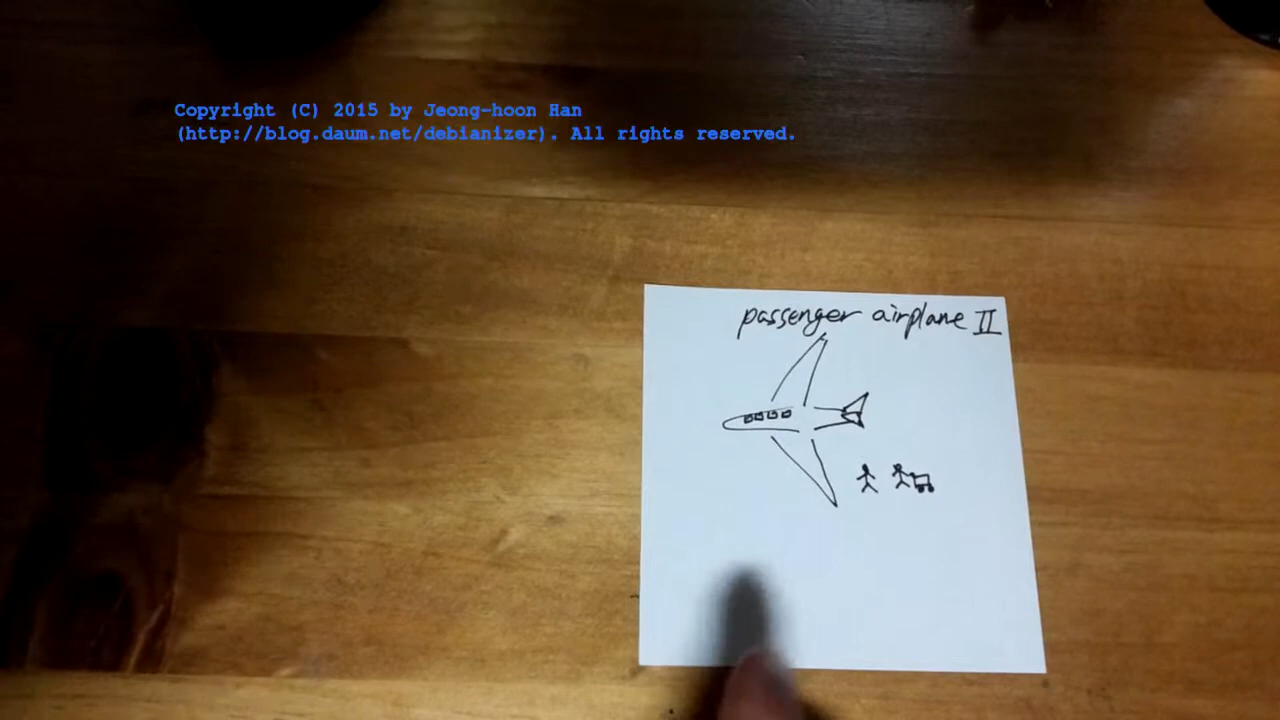 Copyright (C) 2015 by Jeong-hoon Han
(http://blog.daum.net/debianizer). All rights reserved.
passenger airplane II